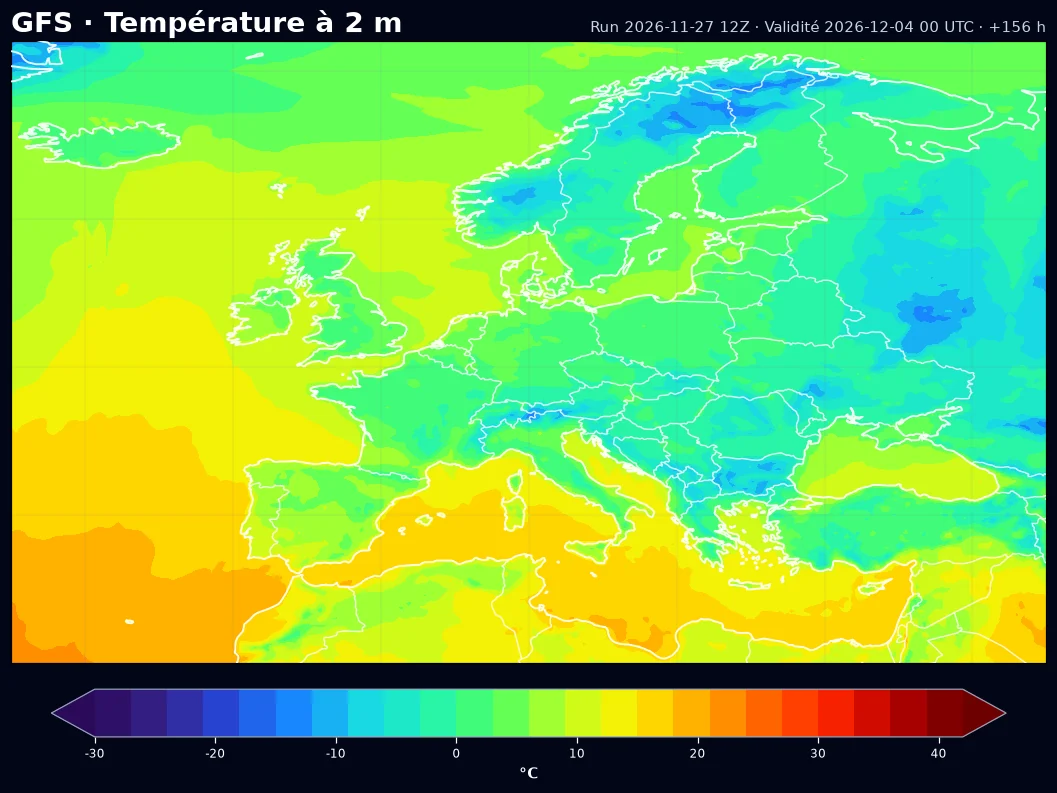 GFS · Température à 2 m
Run 2026-11-27 12Z · Validité 2026-12-04 00 UTC · +156 h
-30 -20 -10 0 10 20 30 40
°C